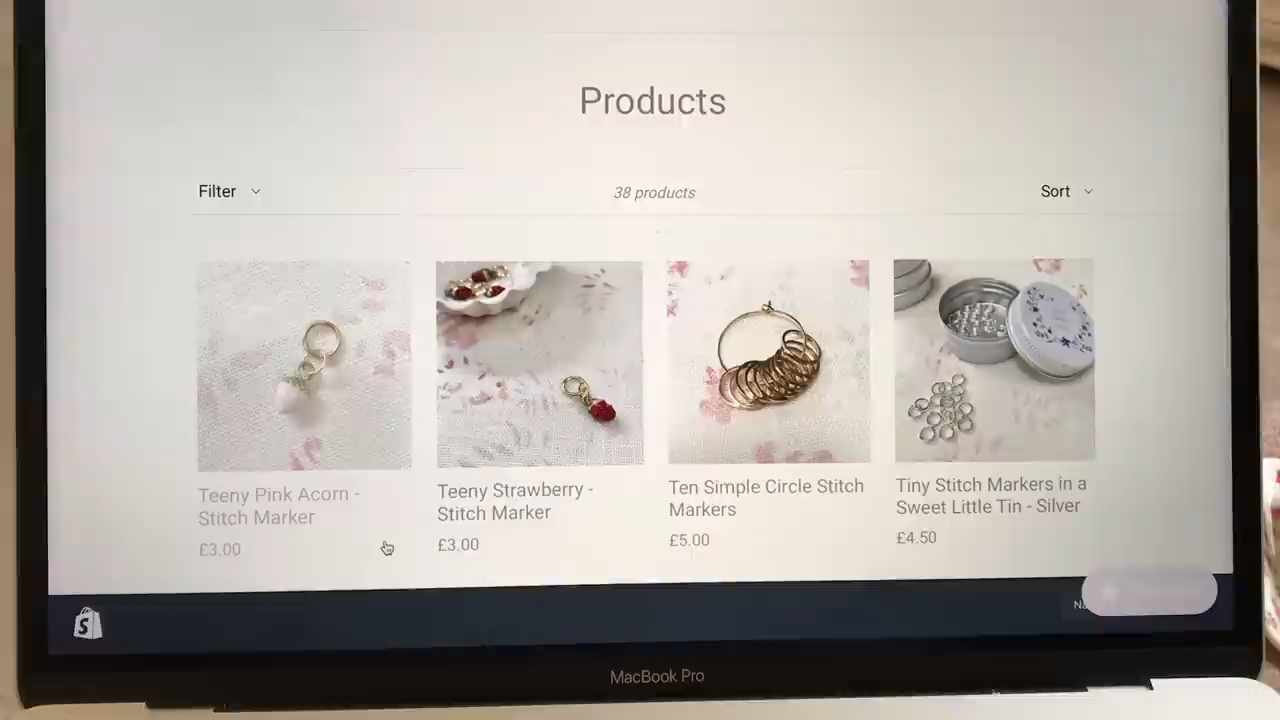 Products
Filter
38 products
Sort
Teeny Pink Acorn -
Stitch Marker
£3.00
Teeny Strawberry -
Stitch Marker
£3.00
Ten Simple Circle Stitch
Markers
£5.00
Tiny Stitch Markers in a
Sweet Little Tin - Silver
£4.50
MacBook Pro